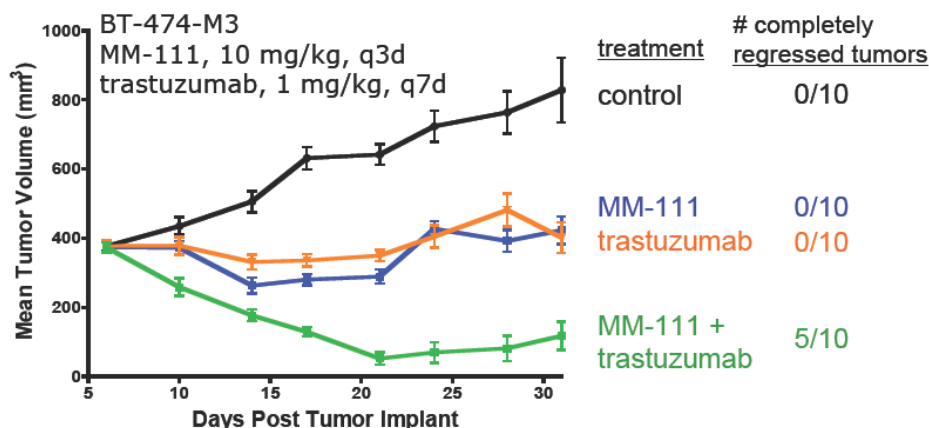 BT-474-M3
MM-111, 10 mg/kg, q3d
trastuzumab, 1 mg/kg, q7d
Mean Tumor Volume (mm³)
1000
800
600
400
200
0
5
10
15
20
25
30
Days Post Tumor Implant
treatment
# completely
regressed tumors
control 0/10
MM-111 0/10
trastuzumab 0/10
MM-111 +
trastuzumab 5/10